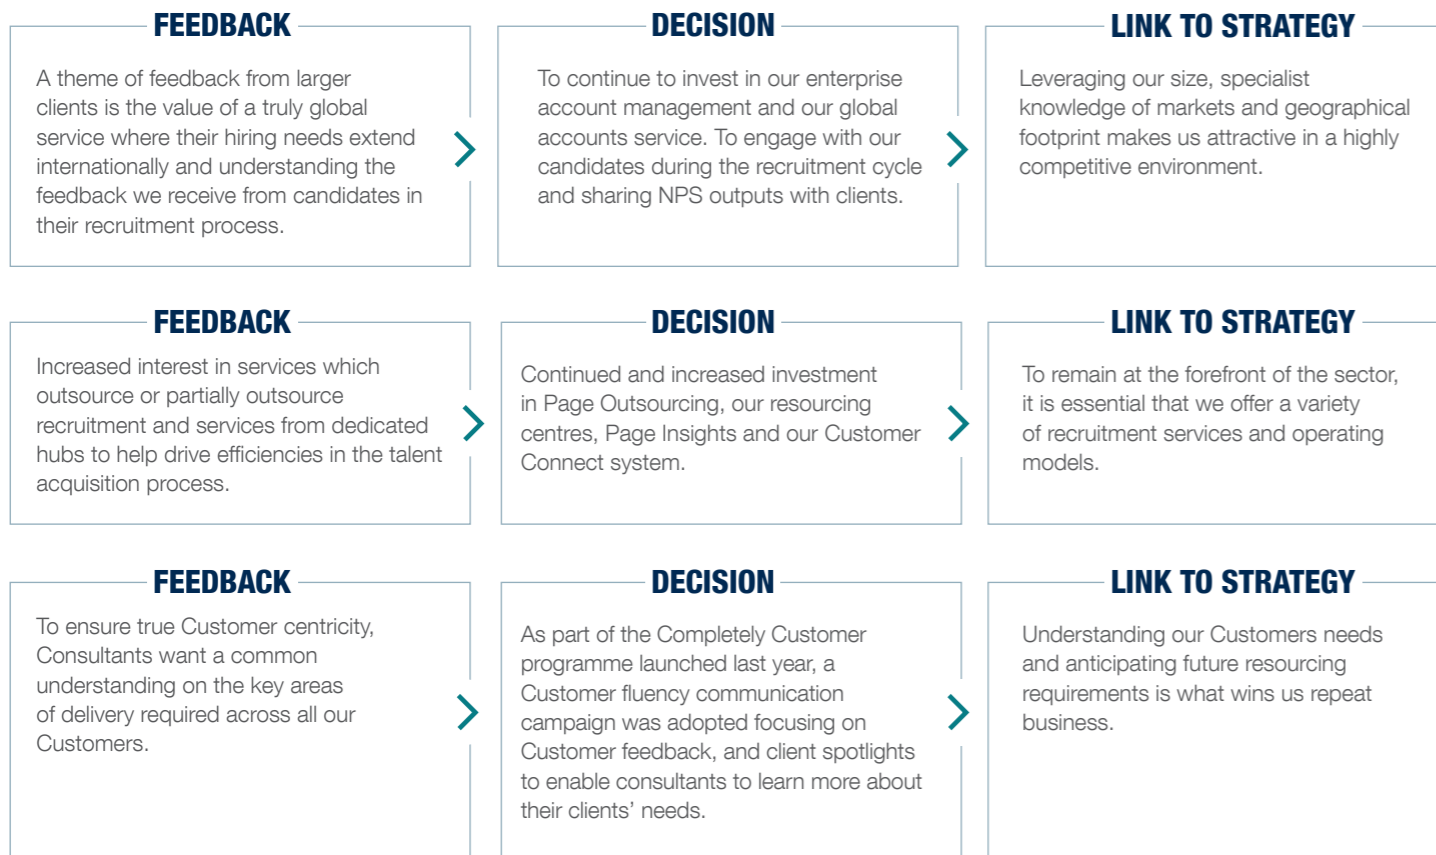 FEEDBACK
A theme of feedback from larger
clients is the value of a truly global
service where their hiring needs extend
internationally and understanding the
feedback we receive from candidates in
their recruitment process.
DECISION
To continue to invest in our enterprise
account management and our global
accounts service. To engage with our
candidates during the recruitment cycle
and sharing NPS outputs with clients.
LINK TO STRATEGY
Leveraging our size, specialist
knowledge of markets and geographical
footprint makes us attractive in a highly
competitive environment.
FEEDBACK
Increased interest in services which
outsource or partially outsource
recruitment and services from dedicated
hubs to help drive efficiencies in the talent
acquisition process.
DECISION
Continued and increased investment
in Page Outsourcing, our resourcing
centres, Page Insights and our Customer
Connect system.
LINK TO STRATEGY
To remain at the forefront of the sector,
it is essential that we offer a variety
of recruitment services and operating
models.
FEEDBACK
To ensure true Customer centricity,
Consultants want a common
understanding on the key areas
of delivery required across all our
Customers.
DECISION
As part of the Completely Customer
programme launched last year, a
Customer fluency communication
campaign was adopted focusing on
Customer feedback, and client spotlights
to enable consultants to learn more about
their clients’ needs.
LINK TO STRATEGY
Understanding our Customers needs
and anticipating future resourcing
requirements is what wins us repeat
business.